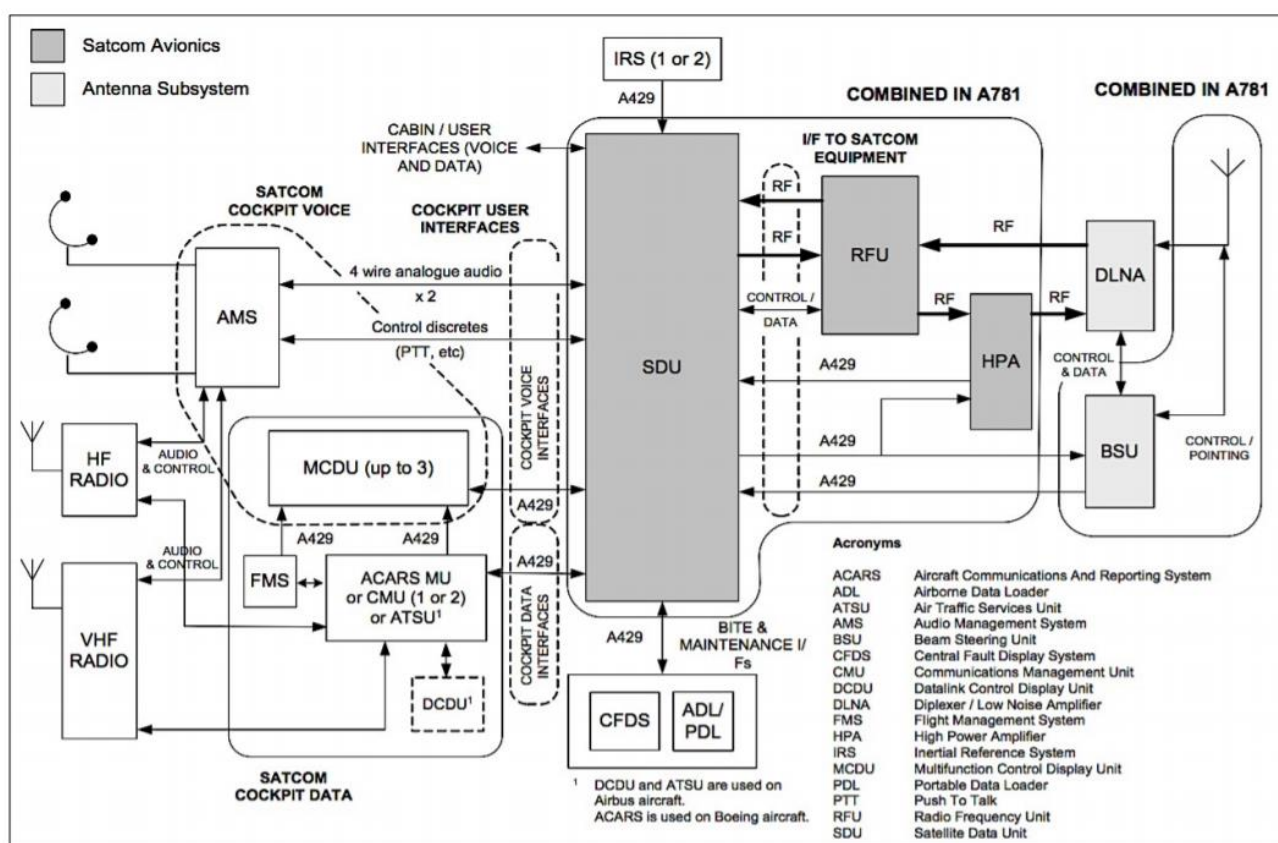 Satcom Avionics
Antenna Subsystem
IRS (1 or 2)
A429
COMBINED IN A781
COMBINED IN A781
CABIN / USER
INTERFACES (VOICE
AND DATA)
I/F TO SATCOM
EQUIPMENT
SATCOM
COCKPIT VOICE
COCKPIT USER
INTERFACES
RF
RF
RFU
RF
DLNA
4 wire analogue audio
x 2
AMS
Control discretes
(PTT, etc)
CONTROL /
DATA
RF
RF
SDU
HPA
A429
CONTROL
& DATA
COCKPIT VOICE
INTERFACES
HF
RADIO
AUDIO
& CONTROL
MCDU (up to 3)
A429
A429
A429
BSU
CONTROL /
POINTING
AUDIO
& CONTROL
A429
A429
FMS
ACARS MU
or CMU (1 or 2)
or ATSU¹
A429
COCKPIT DATA
INTERFACES
VHF
RADIO
DCDU¹
A429
BITE &
MAINTENANCE I/
Fs
CFDS
ADL/
PDL
SATCOM
COCKPIT DATA
¹ DCDU and ATSU are used on
Airbus aircraft.
ACARS is used on Boeing aircraft.
Acronyms
ACARS Aircraft Communications And Reporting System
ADL Airborne Data Loader
ATSU Air Traffic Services Unit
AMS Audio Management System
BSU Beam Steering Unit
CFDS Central Fault Display System
CMU Communications Management Unit
DCDU Datalink Control Display Unit
DLNA Diplexer / Low Noise Amplifier
FMS Flight Management System
HPA High Power Amplifier
IRS Inertial Reference System
MCDU Multifunction Control Display Unit
PDL Portable Data Loader
PTT Push To Talk
RFU Radio Frequency Unit
SDU Satellite Data Unit